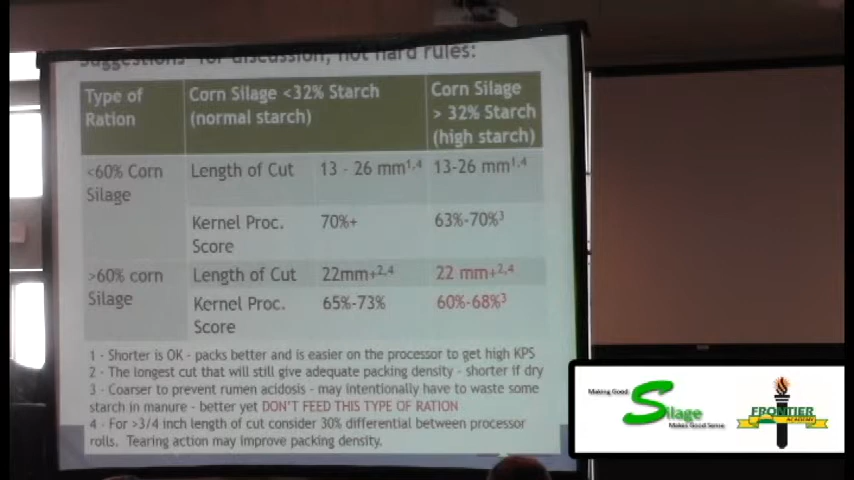 Suggestions for discussion, not hard rules:
Type of Ration
Corn Silage <32% Starch (normal starch)
Corn Silage > 32% Starch (high starch)
<60% Corn Silage
Length of Cut
13 - 26 mm1,4
13-26 mm1,4
Kernel Proc. Score
70%+
63%-70%3
>60% corn Silage
Length of Cut
22mm+2,4
22 mm+2,4
Kernel Proc. Score
65%-73%
60%-68%3
1 - Shorter is OK - packs better and is easier on the processor to get high KPS
2 - The longest cut that will still give adequate packing density - shorter if dry
3 - Coarser to prevent rumen acidosis - may intentionally have to waste some
starch in manure - better yet DON'T FEED THIS TYPE OF RATION
4 - For >3/4 inch length of cut consider 30% differential between processor
rolls. Tearing action may improve packing density.
Making Good
Silage
Makes Good Sense
FRONTIER
ACADEMY